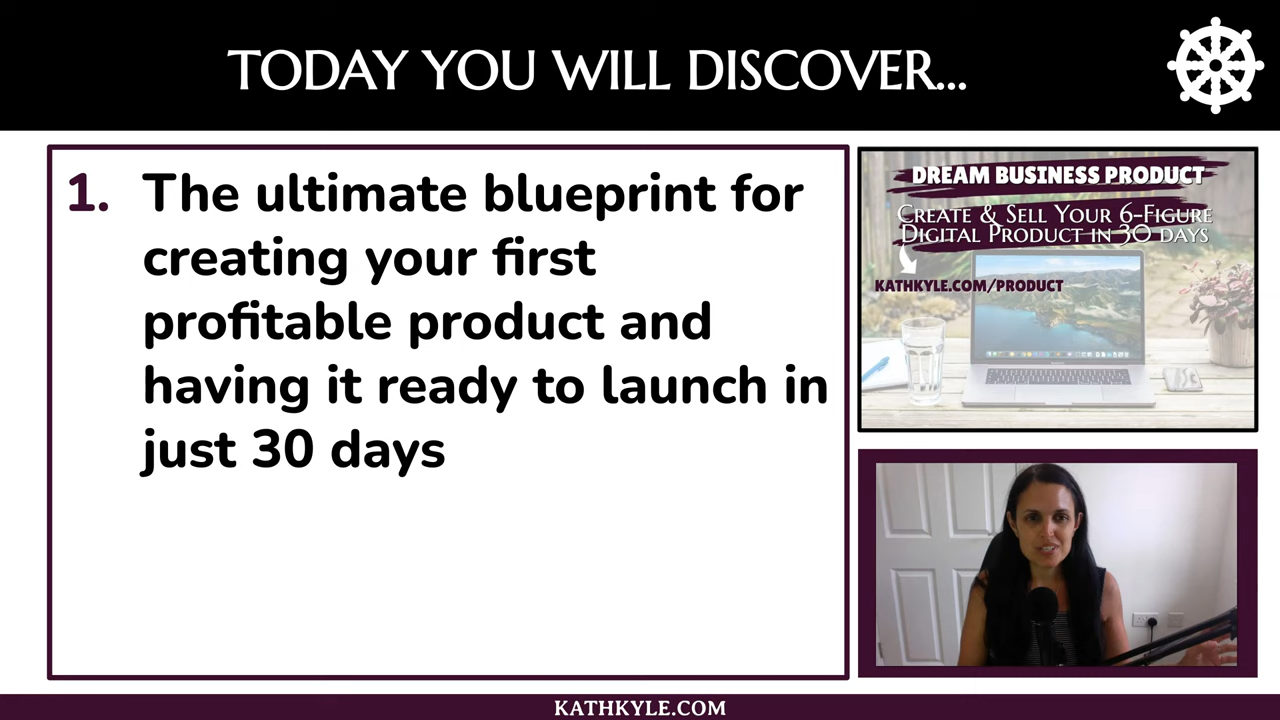 TODAY YOU WILL DISCOVER...
1. The ultimate blueprint for
creating your first
profitable product and
having it ready to launch in
just 30 days
DREAM BUSINESS PRODUCT
CREATE & SELL YOUR 6-FIGURE
DIGITAL PRODUCT IN 30 DAYS
KATHKYLE.COM/PRODUCT
KATHKYLE.COM